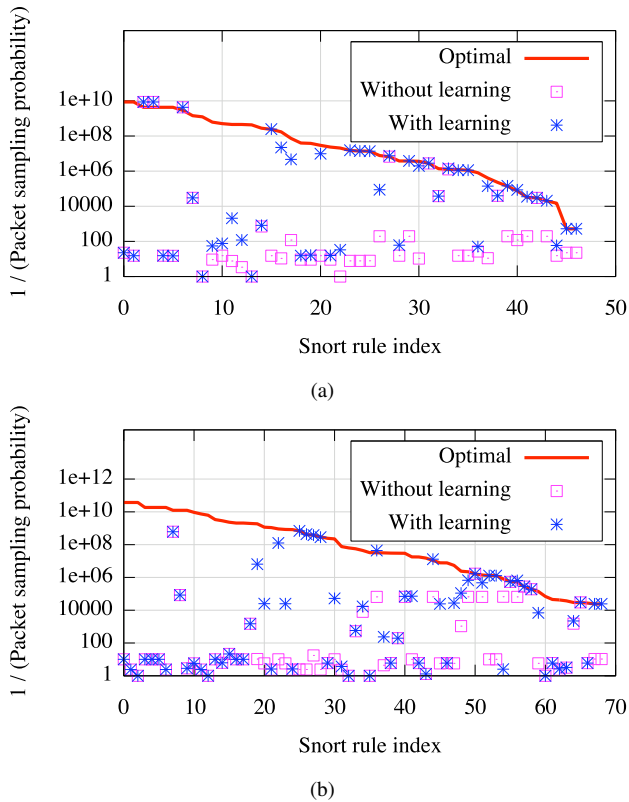 1 / (Packet sampling probability)
Optimal
Without learning
With learning
1e+10
1e+08
1e+06
10000
100
1
0 10 20 30 40 50
Snort rule index
(a)
1 / (Packet sampling probability)
Optimal
Without learning
With learning
1e+12
1e+10
1e+08
1e+06
10000
100
1
0 10 20 30 40 50 60 70
Snort rule index
(b)